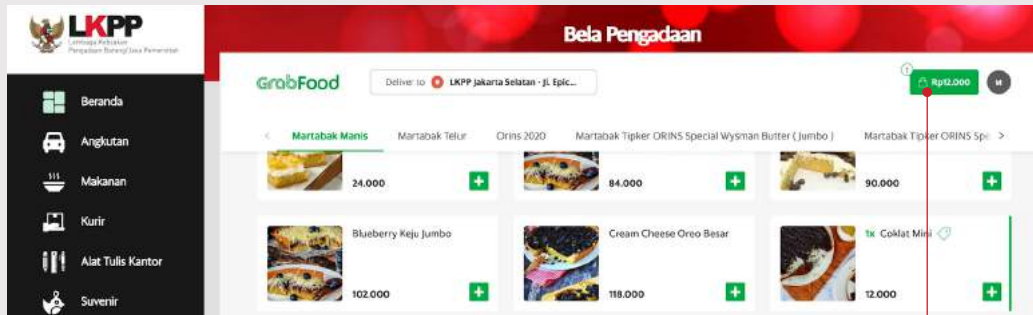 LKPP
Lembaga Kebijakan
Pengadaan Barang/Jasa Pemerintah
Bela Pengadaan
Beranda
Angkutan
Makanan
Kurir
Alat Tulis Kantor
Suvenir
GrabFood
Deliver to LKPP Jakarta Selatan - Jl. Epic...
1
Rp12.000
M
< Martabak Manis Martabak Telur Orins 2020 Martabak Tipker ORINS Special Wysman Butter ( Jumbo ) Martabak Tipker ORINS Spe >
24.000
84.000
90.000
Blueberry Keju Jumbo
102.000
Cream Cheese Oreo Besar
118.000
1x Coklat Mini
12.000